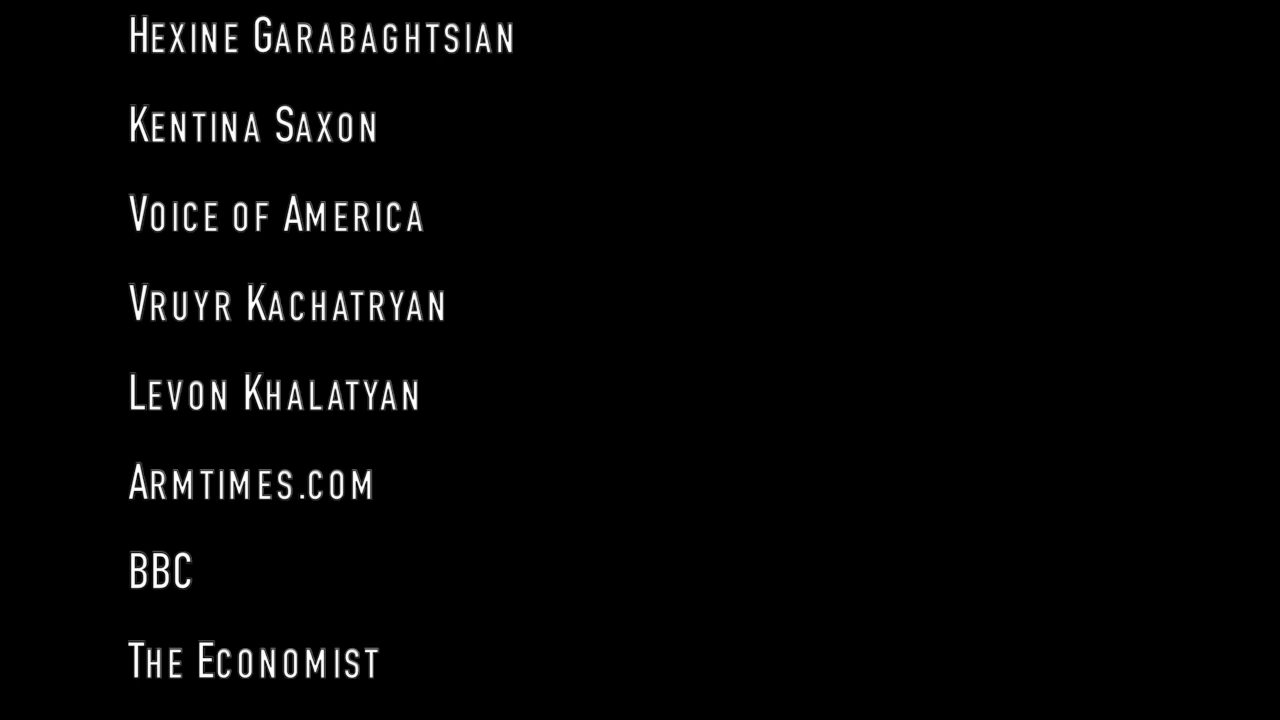 Hexine Garabaghtsian
Kentina Saxon
Voice of America
Vruyr Kachatryan
Levon Khalatyan
Armtimes.com
BBC
The Economist